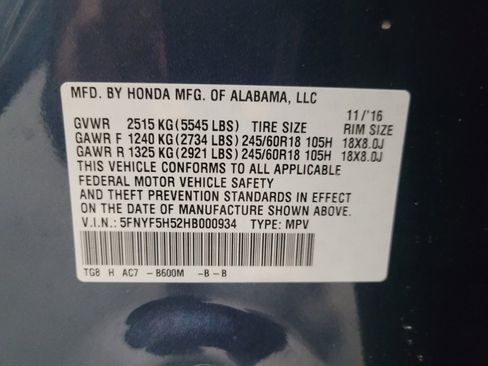 MFD. BY HONDA MFG. OF ALABAMA, LLC
11/'16
GVWR 2515 KG (5545 LBS) TIRE SIZE RIM SIZE
GAWR F 1240 KG (2734 LBS) 245/60R18 105H 18X8.0J
GAWR R 1325 KG (2921 LBS) 245/60R18 105H 18X8.0J
THIS VEHICLE CONFORMS TO ALL APPLICABLE
FEDERAL MOTOR VEHICLE SAFETY
AND THEFT PREVENTION STANDARDS IN EFFECT
ON DATE OF MANUFACTURE SHOWN ABOVE.
V.I.N.: 5FNYF5H52HB000934 TYPE: MPV
TG8 H AC7 -B600M -B -B